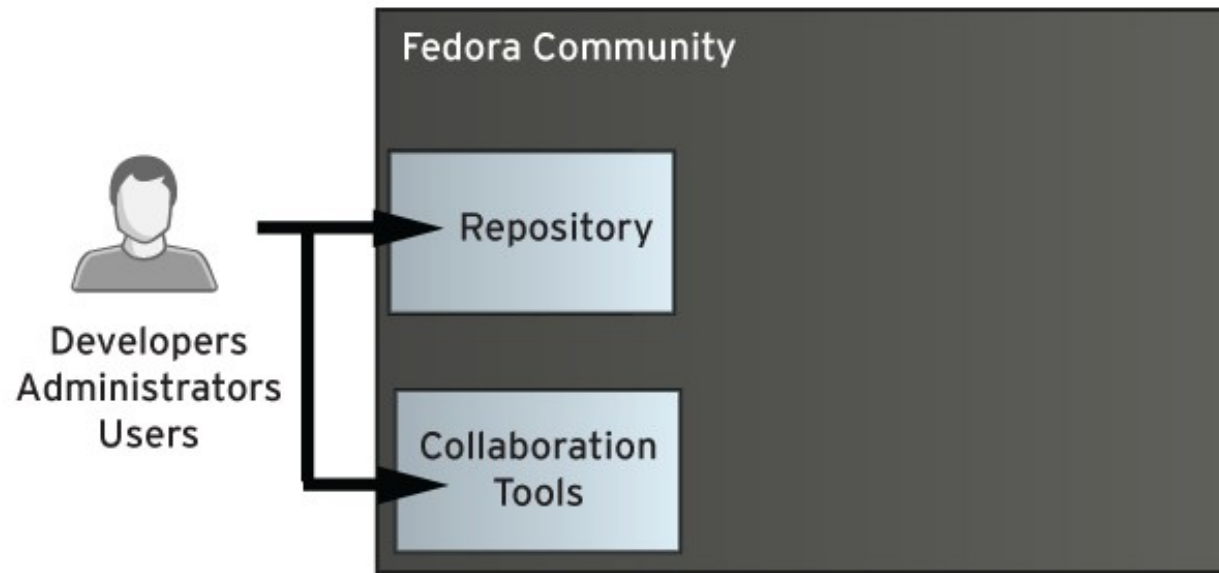 Fedora Community
Repository
Developers
Administrators
Users
Collaboration
Tools